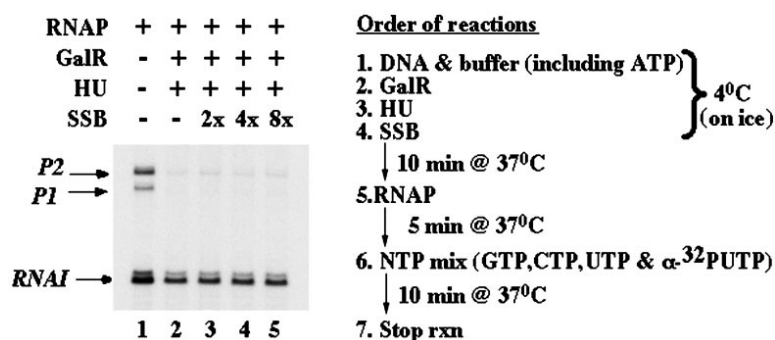 RNAP + + + + +
GalR - + + + +
HU - + + + +
SSB - - 2x 4x 8x
P2
P1
RNAI
1 2 3 4 5
Order of reactions
1. DNA & buffer (including ATP)
2. GalR
3. HU
4. SSB
4⁰C
(on ice)
10 min @ 37⁰C
5.RNAP
5 min @ 37⁰C
6. NTP mix (GTP,CTP,UTP & α-³²PUTP)
10 min @ 37⁰C
7. Stop rxn